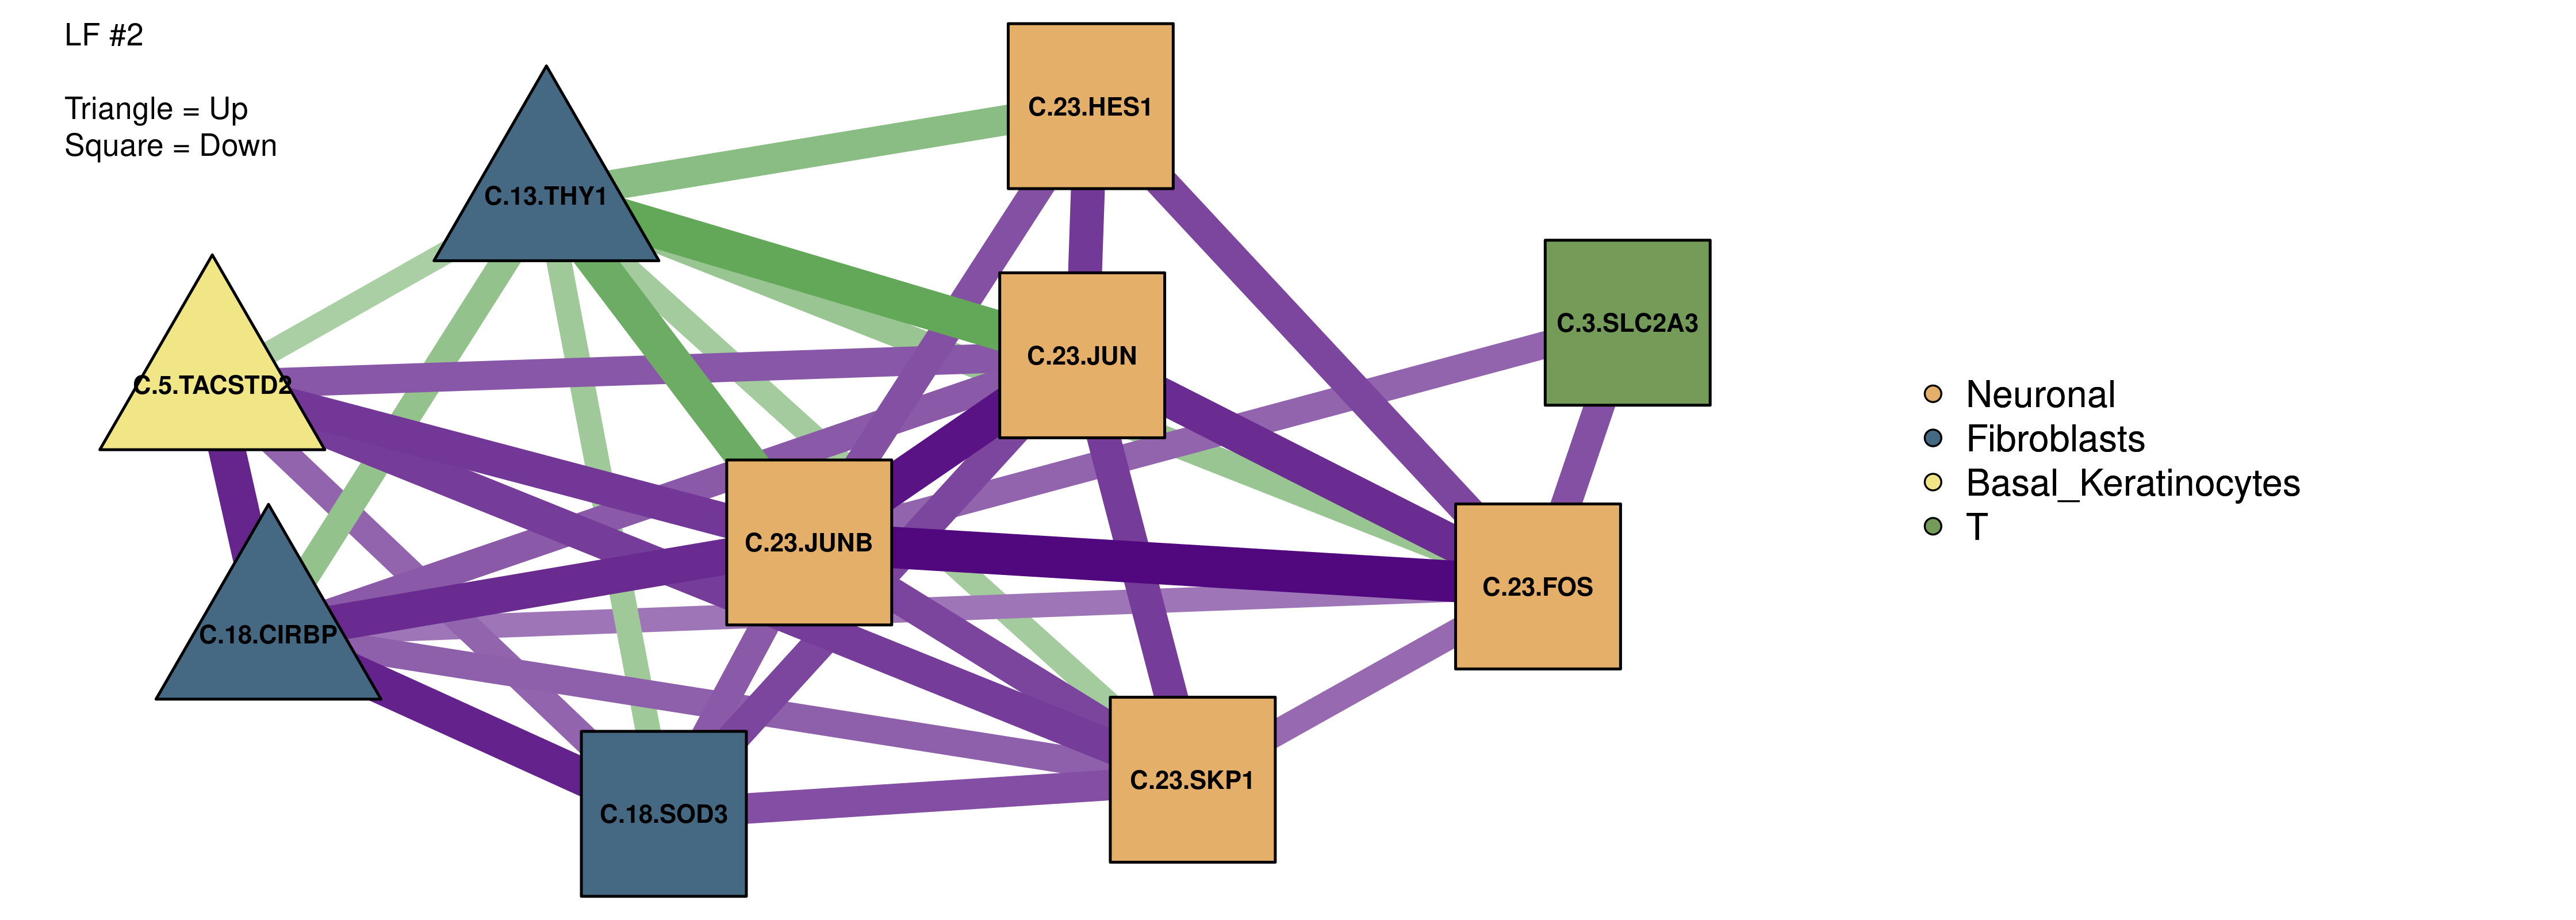 LF #2
Triangle = Up
Square = Down
C.23.HES1
C.13.THY1
C.3.SLC2A3
C.23.JUN
C.5.TACSTD2
C.23.JUNB
C.23.FOS
C.18.CIRBP
C.23.SKP1
C.18.SOD3
Neuronal
Fibroblasts
Basal_Keratinocytes
T